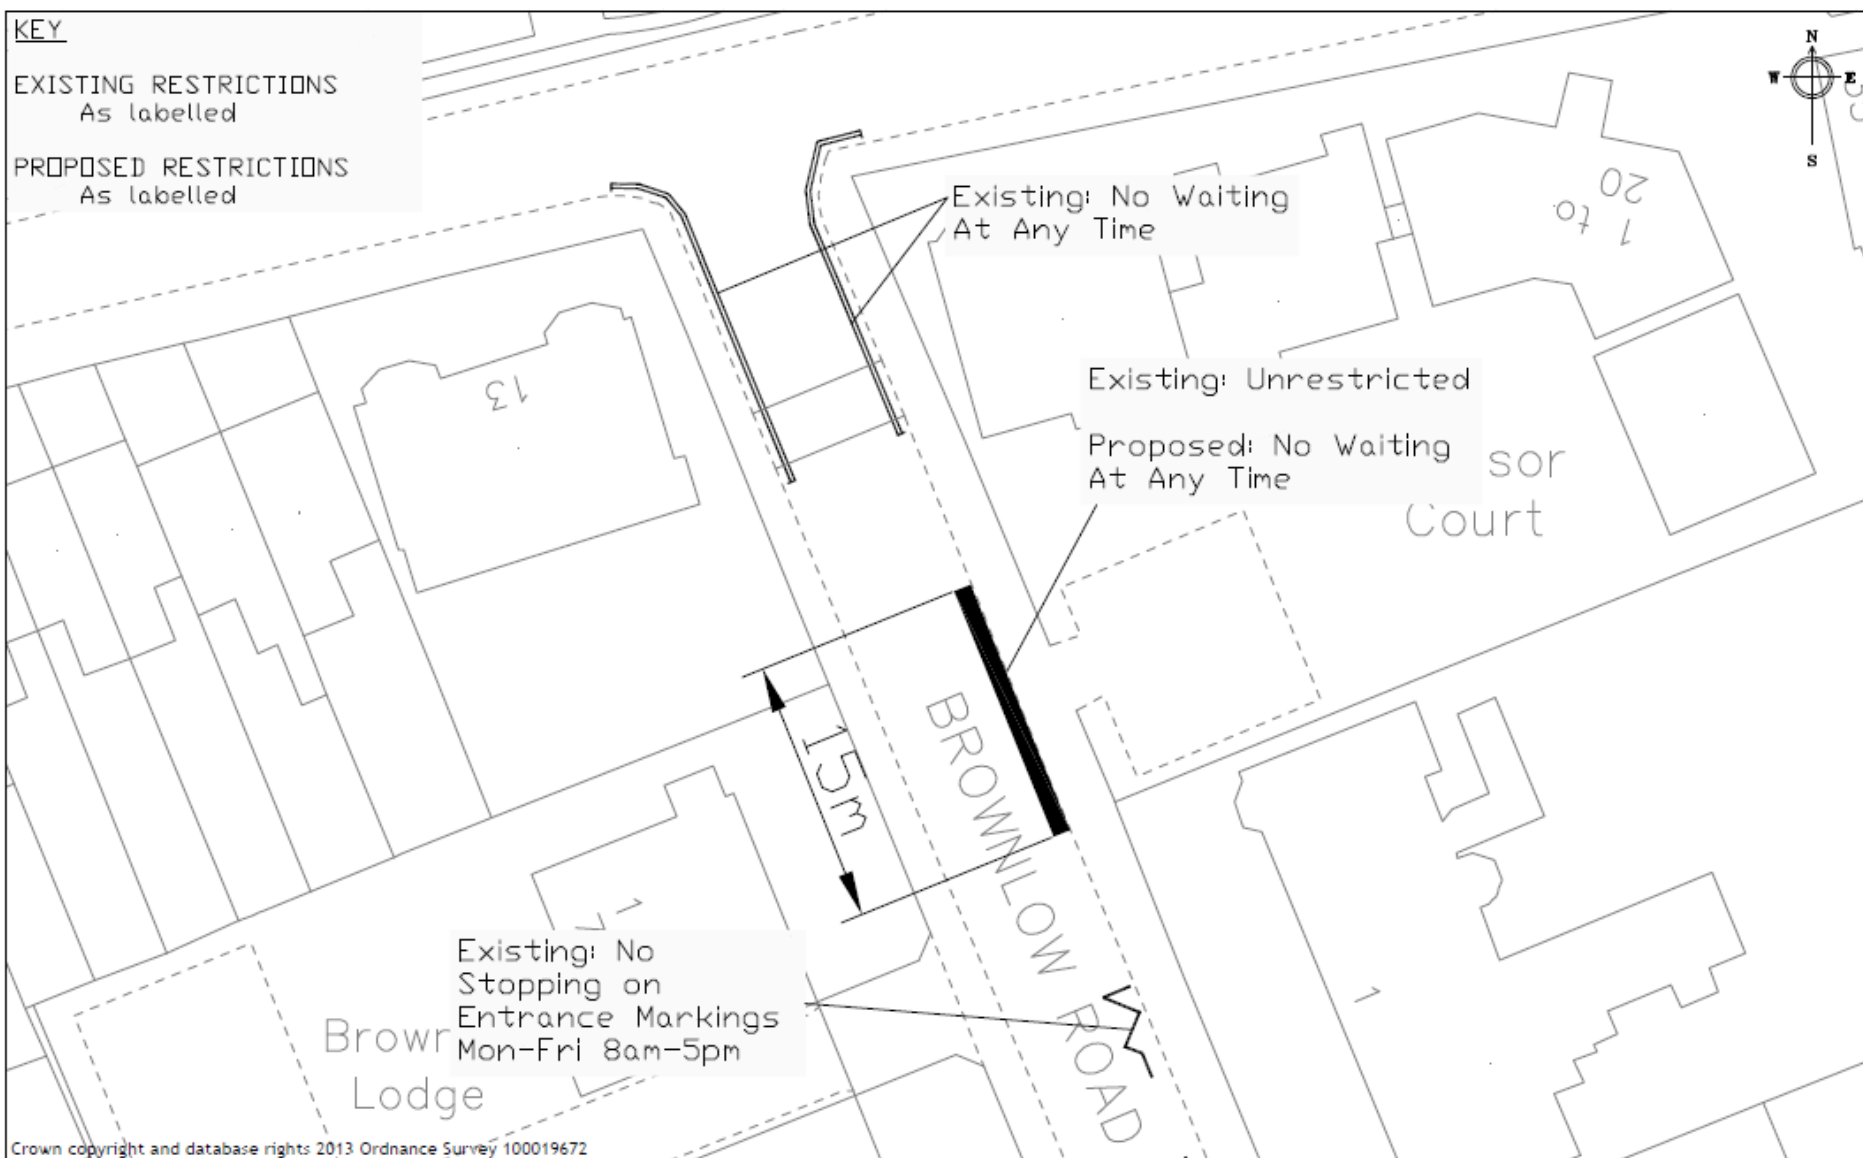 KEY
EXISTING RESTRICTIONS
As labelled
PROPOSED RESTRICTIONS
As labelled
N
W
E
S
Existing: No Waiting
At Any Time
1 to
20
13
Existing: Unrestricted
Proposed: No Waiting
At Any Time
sor
Court
15m
BROWNLOW ROAD
Existing: No
Stopping on
Entrance Markings
Mon-Fri 8am-5pm
Brow
Lodge
1
Crown copyright and database rights 2013 Ordnance Survey 100019672